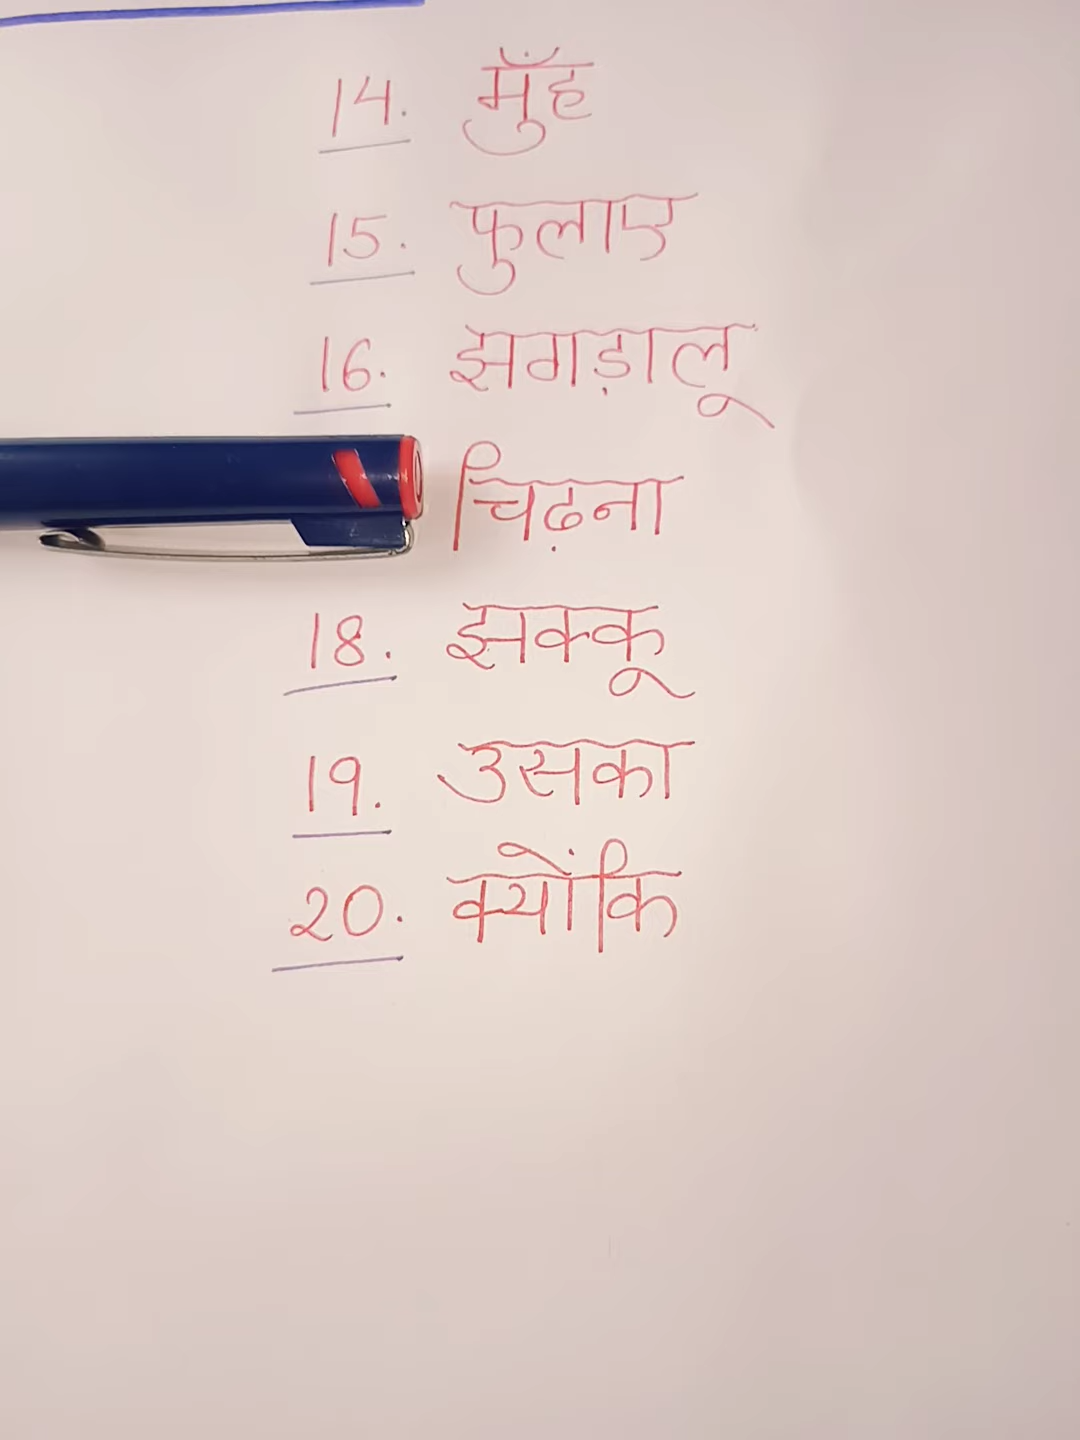 14. मुँह
15. फुलाए
16. झगड़ालू
चिढ़ना
18. झक्कू
19. उसका
20. क्योंकि